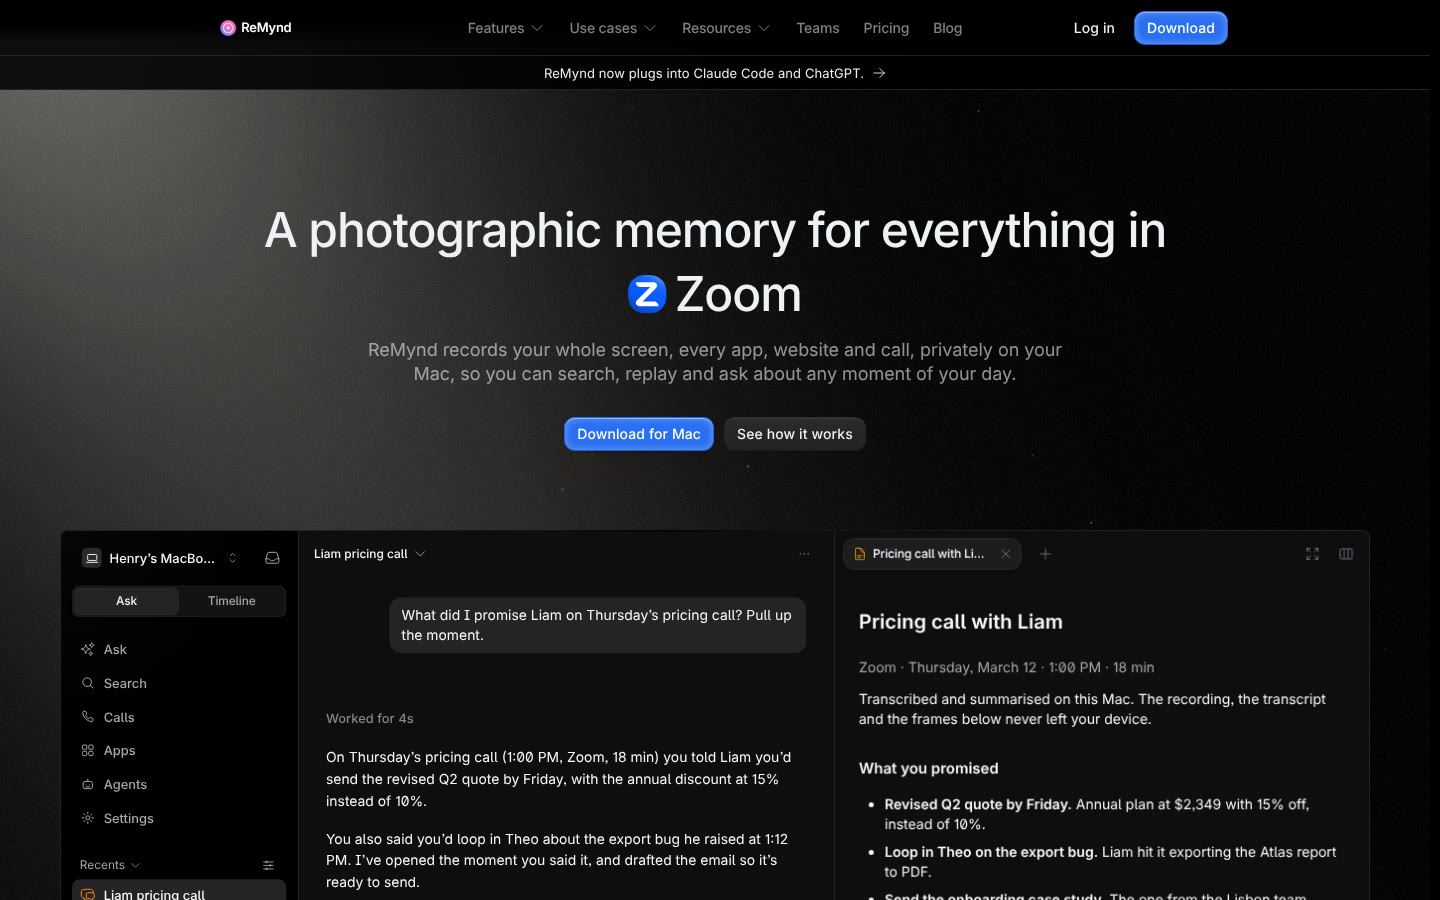 ReMynd
Features
Use cases
Resources
Teams
Pricing
Blog
Log in
Download
ReMynd now plugs into Claude Code and ChatGPT. →
A photographic memory for everything in
Zoom
ReMynd records your whole screen, every app, website and call, privately on your
Mac, so you can search, replay and ask about any moment of your day.
Download for Mac
See how it works
Henry's MacBo...
Ask
Timeline
Ask
Search
Calls
Apps
Agents
Settings
Recents
Liam pricing call
Liam pricing call
What did I promise Liam on Thursday's pricing call? Pull up
the moment.
Worked for 4s
On Thursday's pricing call (1:00 PM, Zoom, 18 min) you told Liam you'd
send the revised Q2 quote by Friday, with the annual discount at 15%
instead of 10%.
You also said you'd loop in Theo about the export bug he raised at 1:12
PM. I've opened the moment you said it, and drafted the email so it's
ready to send.
Pricing call with Li...
Pricing call with Liam
Zoom · Thursday, March 12 · 1:00 PM · 18 min
Transcribed and summarised on this Mac. The recording, the transcript
and the frames below never left your device.
What you promised
• Revised Q2 quote by Friday. Annual plan at $2,349 with 15% off,
instead of 10%.
• Loop in Theo on the export bug. Liam hit it exporting the Atlas report
to PDF.
• Send the onboarding case study. The one from the Lisbon team